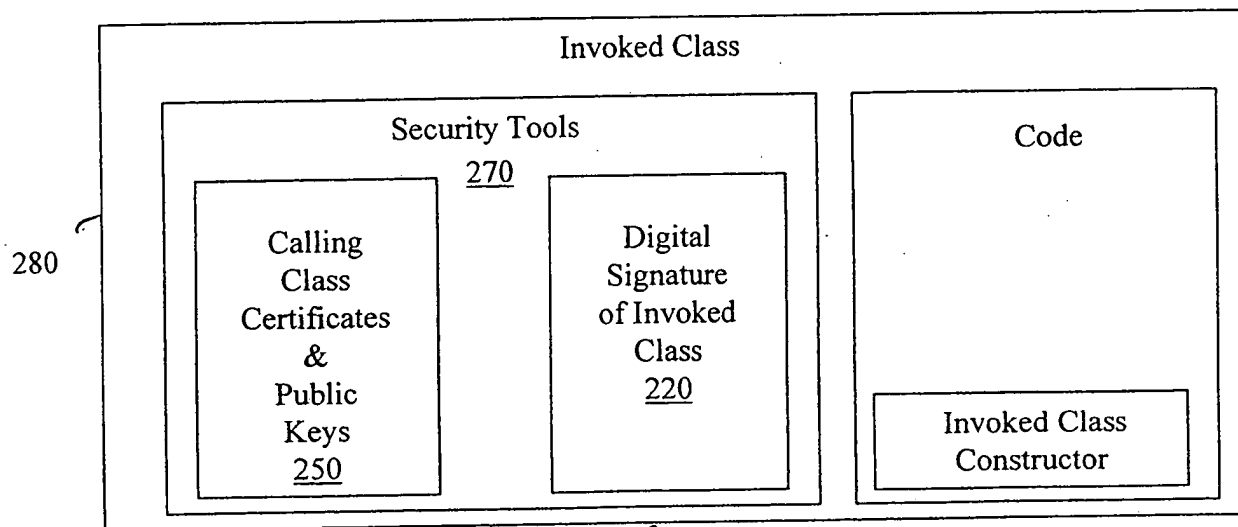 Invoked Class
Security Tools
270
Calling
Class
Certificates
&
Public
Keys
250
Digital
Signature
of Invoked
Class
220
Code
Invoked Class
Constructor
280